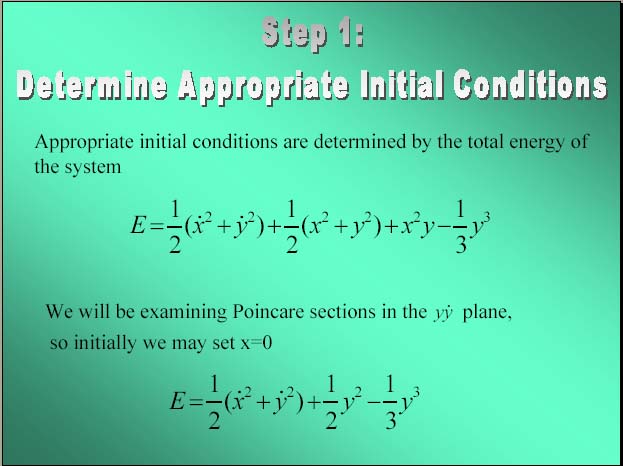 Step 1:
Determine Appropriate Initial Conditions
Appropriate initial conditions are determined by the total energy of
the system
E=\frac{1}{2}(\dot{x}^2+\dot{y}^2)+\frac{1}{2}(x^2+y^2)+x^2y-\frac{1}{3}y^3
We will be examining Poincare sections in the y\dot{y} plane,
so initially we may set x=0
E=\frac{1}{2}(\dot{x}^2+\dot{y}^2)+\frac{1}{2}y^2-\frac{1}{3}y^3